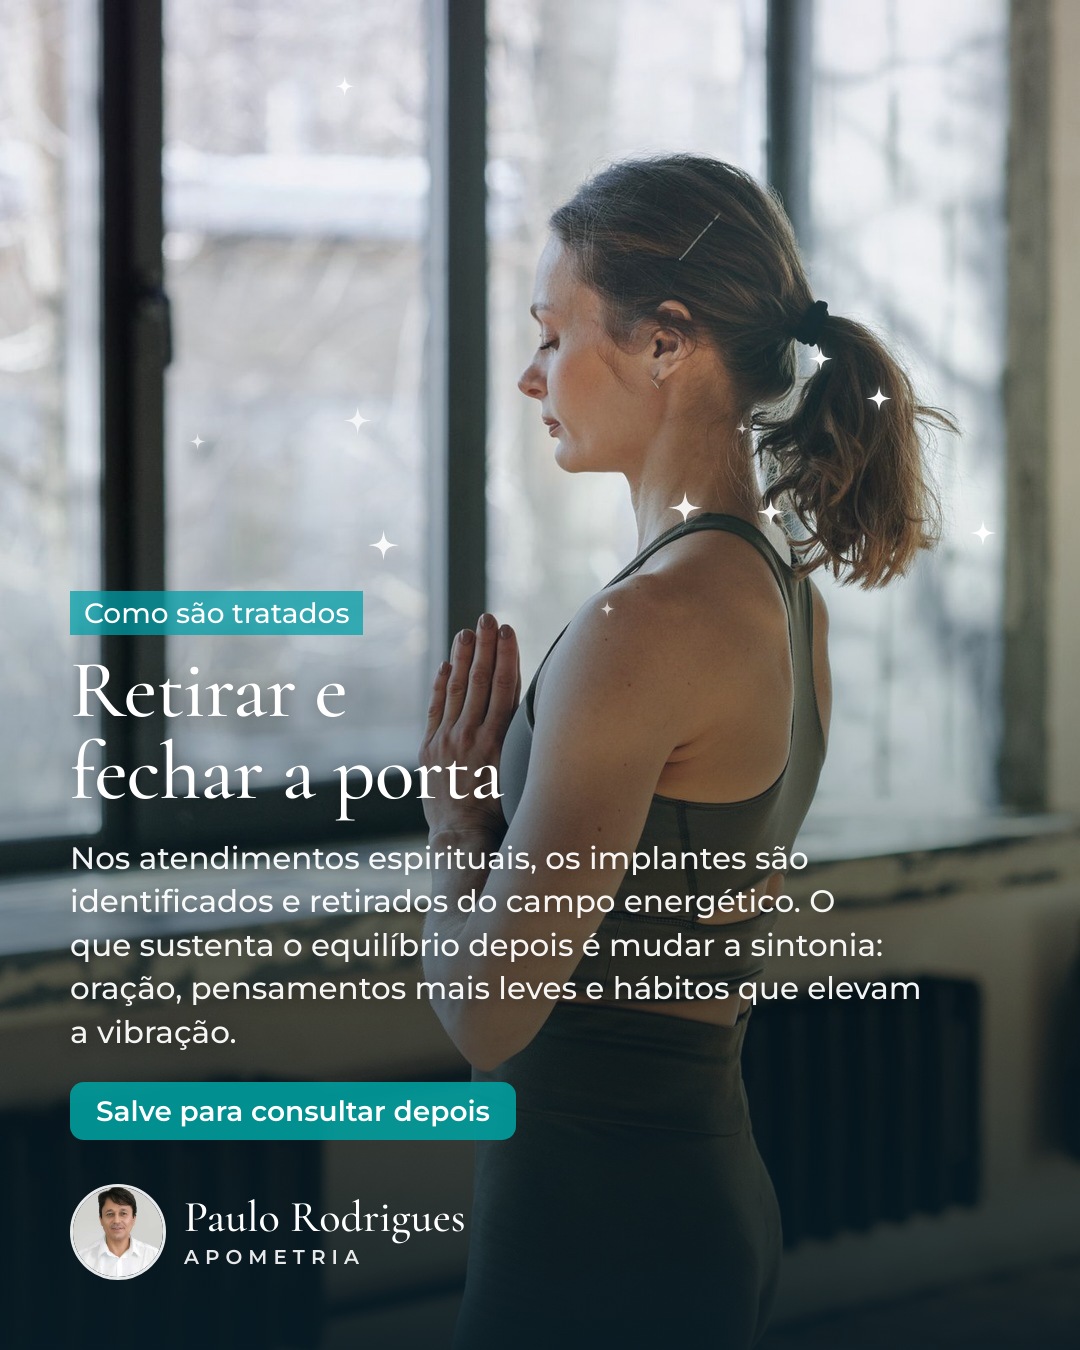 Como são tratados
Retirar e
fechar a porta
Nos atendimentos espirituais, os implantes são
identificados e retirados do campo energético. O
que sustenta o equilíbrio depois é mudar a sintonia:
oração, pensamentos mais leves e hábitos que elevam
a vibração.
Salve para consultar depois
Paulo Rodrigues
APOMETRIA